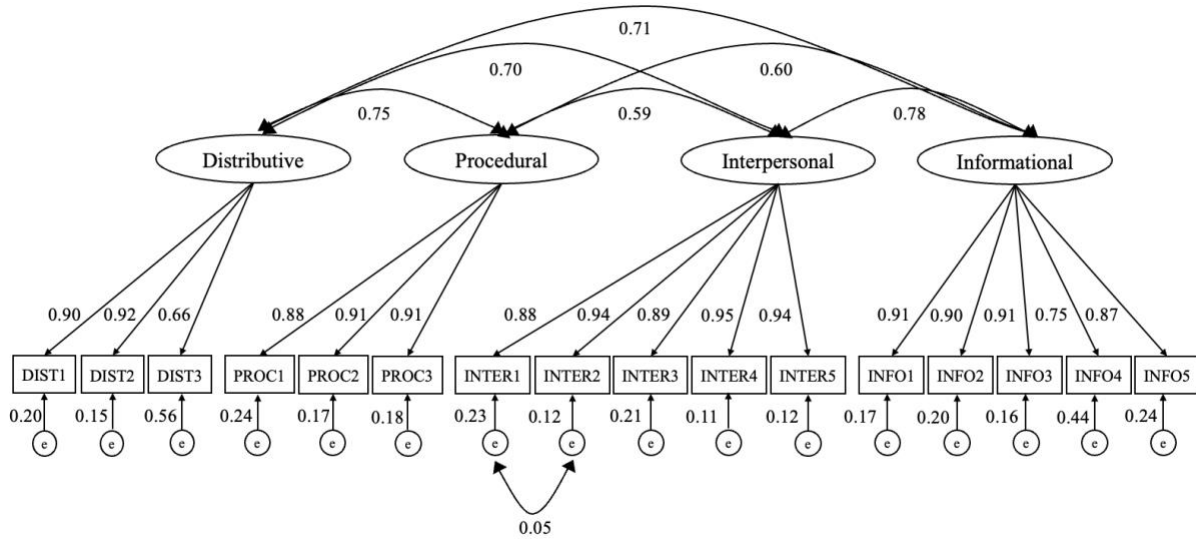 0.71
0.70 0.60
0.75 0.59 0.78
Distributive Procedural Interpersonal Informational
0.90 0.92 0.66 0.88 0.91 0.91 0.88 0.94 0.89 0.95 0.94 0.91 0.90 0.91 0.75 0.87
DIST1 DIST2 DIST3 PROC1 PROC2 PROC3 INTER1 INTER2 INTER3 INTER4 INTER5 INFO1 INFO2 INFO3 INFO4 INFO5
0.20 0.15 0.56 0.24 0.17 0.18 0.23 0.12 0.21 0.11 0.12 0.17 0.20 0.16 0.44 0.24
e e e e e e e e e e e e e e e e
0.05